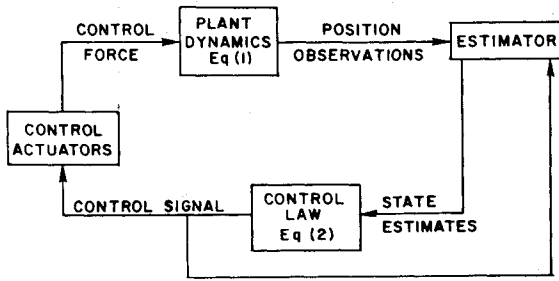 CONTROL
FORCE
PLANT
DYNAMICS
Eq (1)
POSITION
OBSERVATIONS
ESTIMATOR
CONTROL
ACTUATORS
CONTROL SIGNAL
CONTROL
LAW
Eq (2)
STATE
ESTIMATES